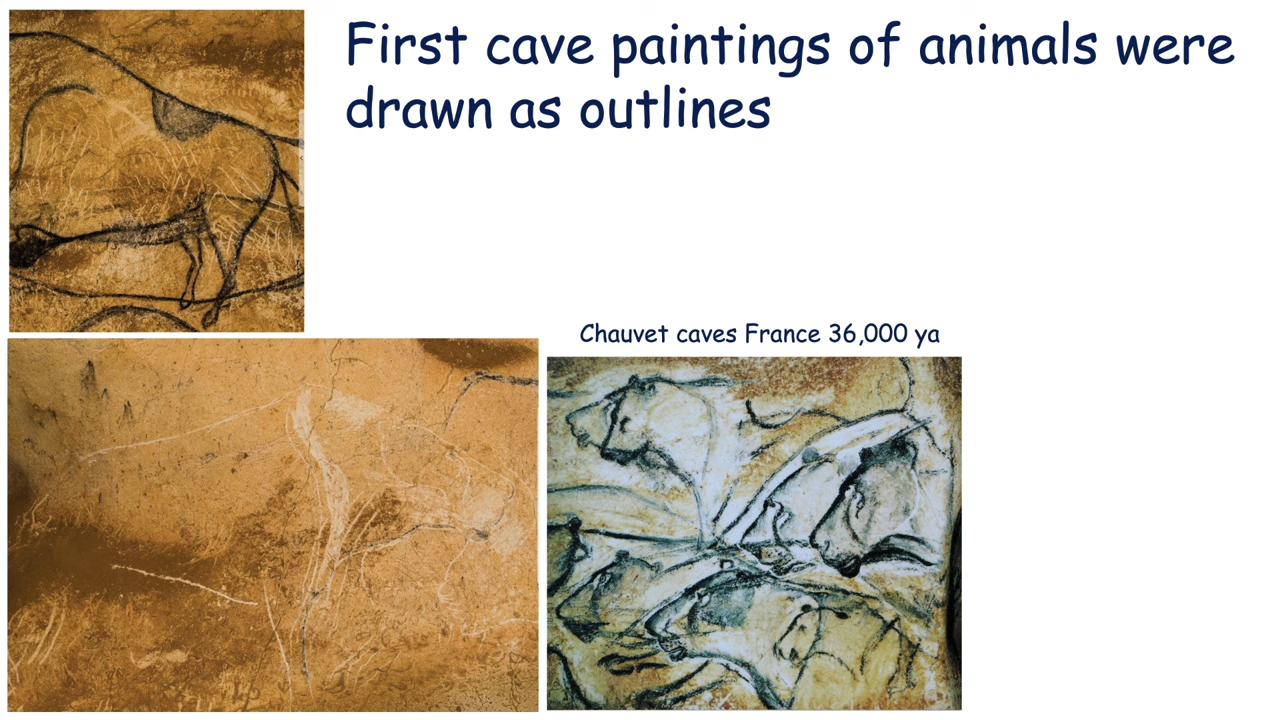 First cave paintings of animals were
drawn as outlines
Chauvet caves France 36,000 ya